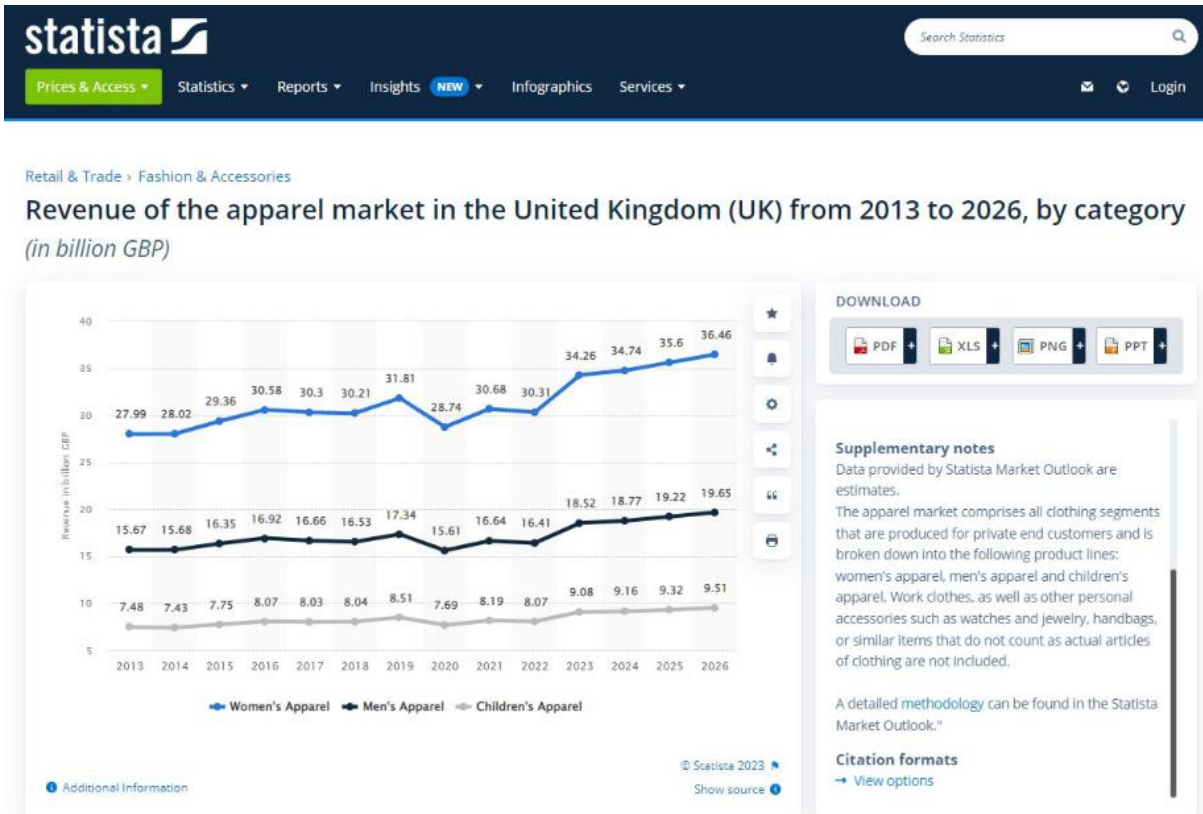 statista
Search Statistics
Prices & Access
Statistics
Reports
Insights NEW
Infographics
Services
Login
Retail & Trade › Fashion & Accessories
Revenue of the apparel market in the United Kingdom (UK) from 2013 to 2026, by category
(in billion GBP)
40
35
30
25
20
15
10
5
Revenue in billion GBP
27.99 28.02 29.36 30.58 30.3 30.21 31.81 28.74 30.68 30.31 34.26 34.74 35.6 36.46
15.67 15.68 16.35 16.92 16.66 16.53 17.34 15.61 16.64 16.41 18.52 18.77 19.22 19.65
7.48 7.43 7.75 8.07 8.03 8.04 8.51 7.69 8.19 8.07 9.08 9.16 9.32 9.51
2013 2014 2015 2016 2017 2018 2019 2020 2021 2022 2023 2024 2025 2026
Women's Apparel Men's Apparel Children's Apparel
Additional Information
© Statista 2023
Show source
DOWNLOAD
PDF + XLS + PNG + PPT +
Supplementary notes
Data provided by Statista Market Outlook are
estimates.
The apparel market comprises all clothing segments
that are produced for private end customers and is
broken down into the following product lines:
women's apparel, men's apparel and children's
apparel. Work clothes, as well as other personal
accessories such as watches and jewelry, handbags,
or similar items that do not count as actual articles
of clothing are not included.
A detailed methodology can be found in the Statista
Market Outlook."
Citation formats
→ View options